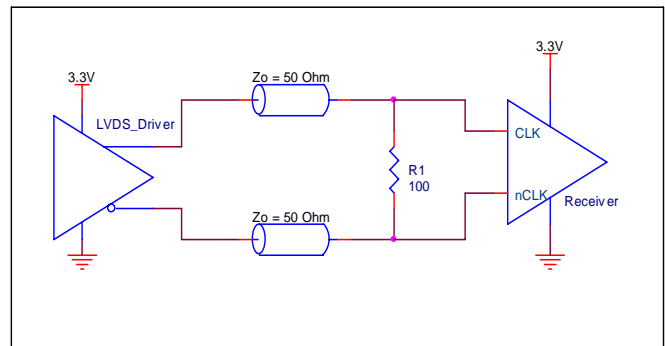 3.3V
Zo = 50 Ohm
3.3V
LVDS_Driver
CLK
R1
100
nCLK
Receiver
Zo = 50 Ohm